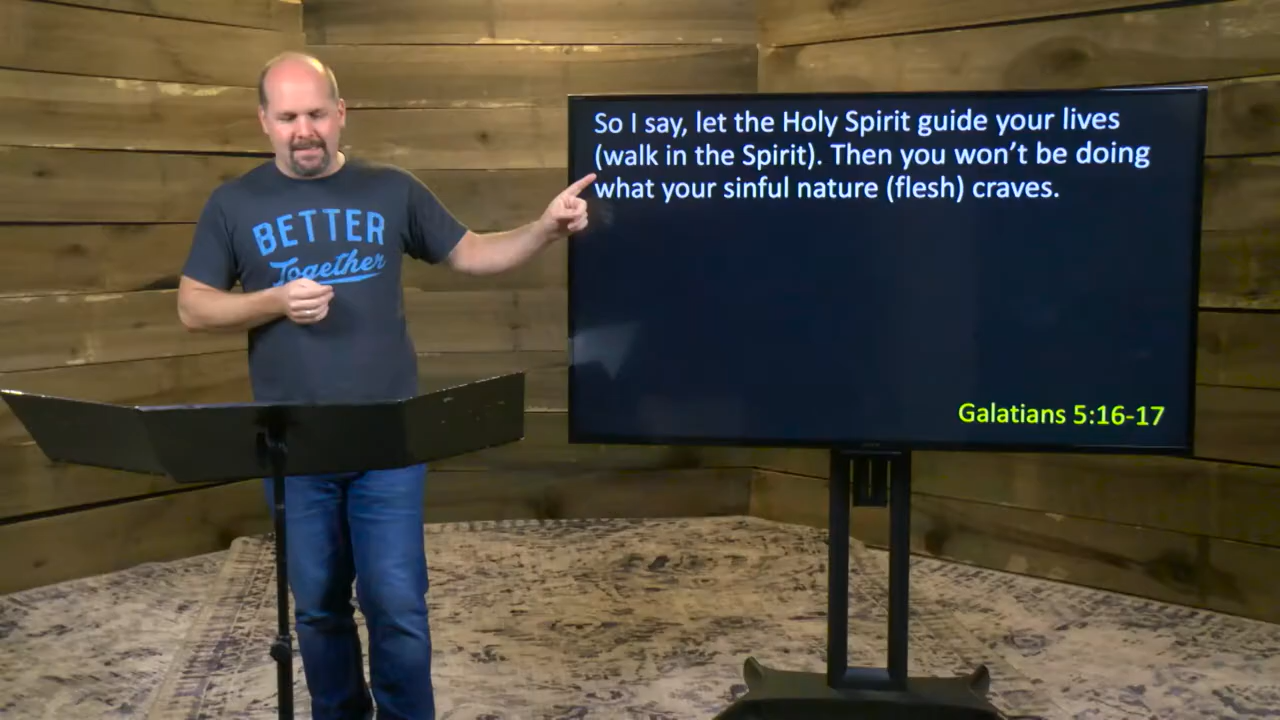 BETTER
Together
So I say, let the Holy Spirit guide your lives
(walk in the Spirit). Then you won't be doing
what your sinful nature (flesh) craves.
Galatians 5:16-17